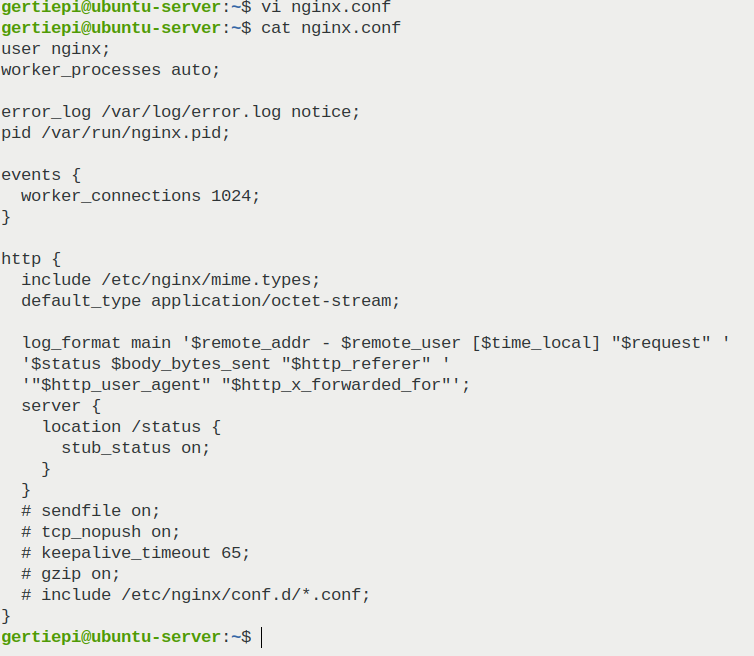 gertiepi@ubuntu-server:~$ vi nginx.conf
gertiepi@ubuntu-server:~$ cat nginx.conf
user nginx;
worker_processes auto;

error_log /var/log/error.log notice;
pid /var/run/nginx.pid;

events {
  worker_connections 1024;
}

http {
  include /etc/nginx/mime.types;
  default_type application/octet-stream;

  log_format main '$remote_addr - $remote_user [$time_local] "$request" '
  '$status $body_bytes_sent "$http_referer" '
  '"$http_user_agent" "$http_x_forwarded_for"';
  server {
    location /status {
      stub_status on;
    }
  }
  # sendfile on;
  # tcp_nopush on;
  # keepalive_timeout 65;
  # gzip on;
  # include /etc/nginx/conf.d/*.conf;
}
gertiepi@ubuntu-server:~$